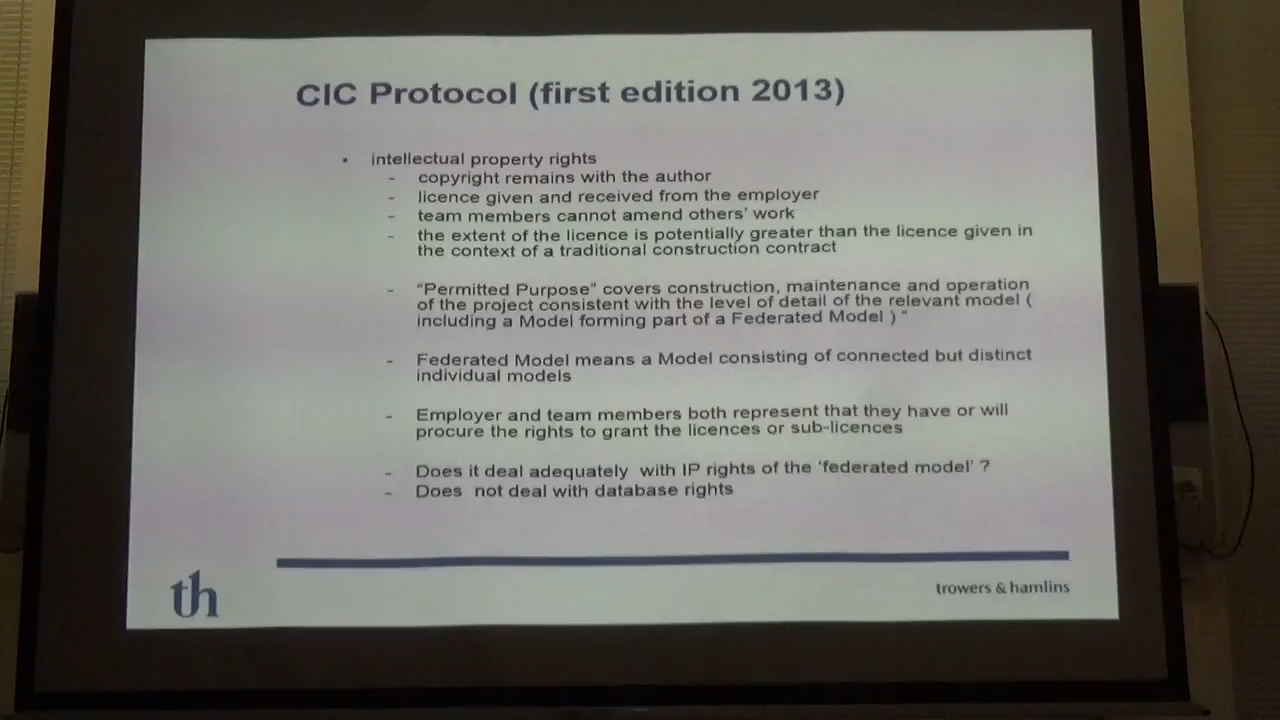 CIC Protocol (first edition 2013)
• intellectual property rights
- copyright remains with the author
- licence given and received from the employer
- team members cannot amend others' work
- the extent of the licence is potentially greater than the licence given in
the context of a traditional construction contract
- "Permitted Purpose" covers construction, maintenance and operation
of the project consistent with the level of detail of the relevant model (
including a Model forming part of a Federated Model ) "
- Federated Model means a Model consisting of connected but distinct
individual models
- Employer and team members both represent that they have or will
procure the rights to grant the licences or sub-licences
- Does it deal adequately with IP rights of the 'federated model' ?
- Does not deal with database rights
th
trowers & hamlins